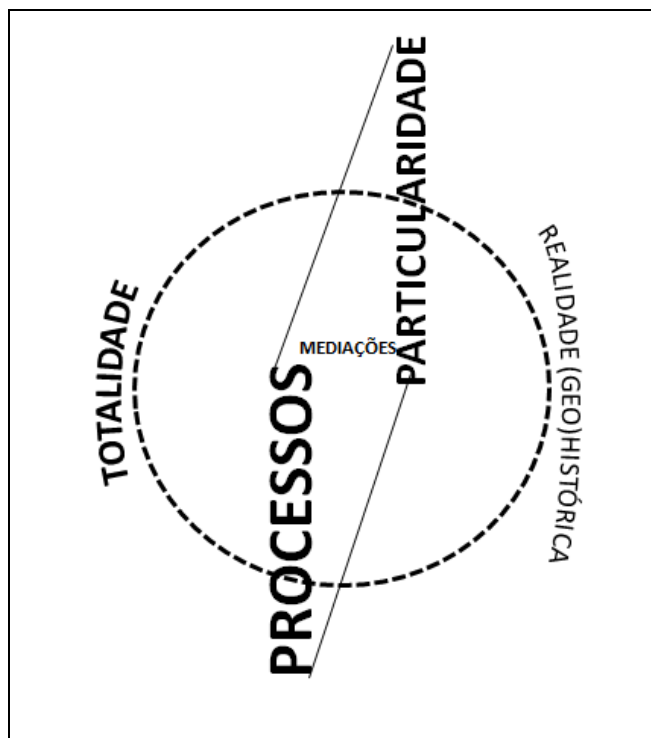 TOTALIDADE
PROCESSOS
MEDIAÇÕES
PARTICULARIDADE
REALIDADE (GEO)HISTÓRICA